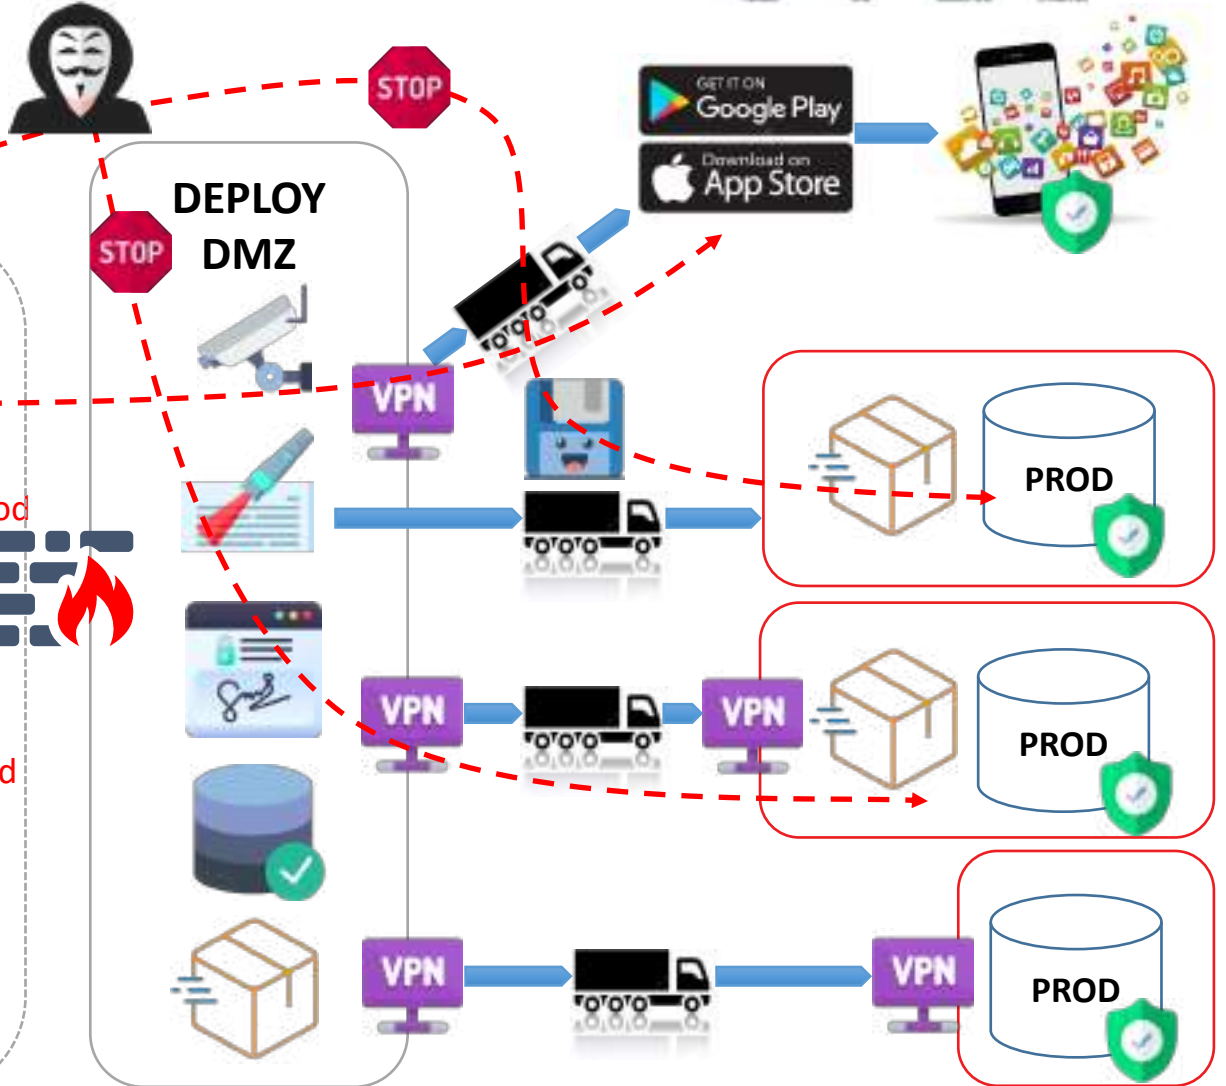 STOP
GET IT ON
Google Play
Download on
App Store
DEPLOY
DMZ
STOP
VPN
PROD
VPN
VPN
PROD
VPN
VPN
PROD